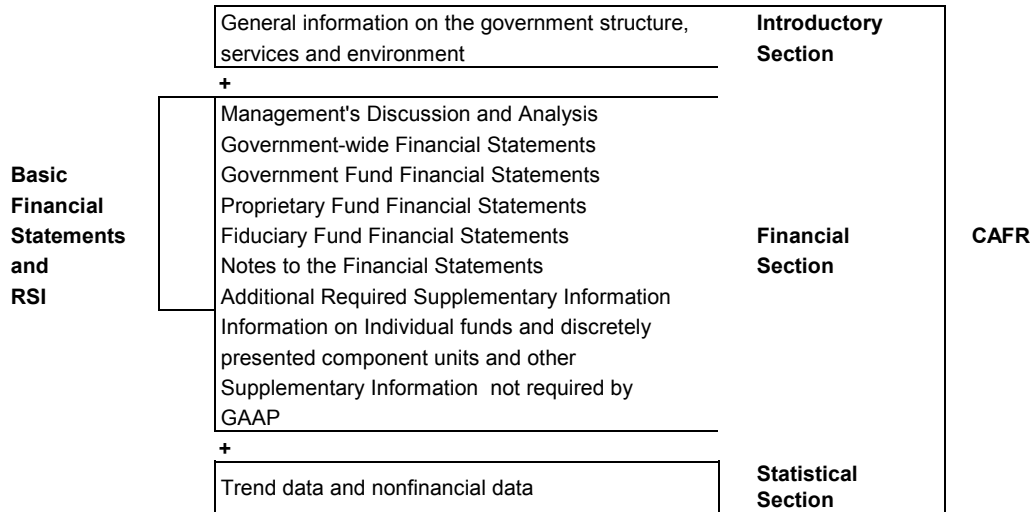 General information on the government structure,
services and environment
Introductory
Section
+
Basic
Financial
Statements
and
RSI
Management's Discussion and Analysis
Government-wide Financial Statements
Government Fund Financial Statements
Proprietary Fund Financial Statements
Fiduciary Fund Financial Statements
Notes to the Financial Statements
Additional Required Supplementary Information
Information on Individual funds and discretely
presented component units and other
Supplementary Information not required by
GAAP
Financial
Section
CAFR
+
Trend data and nonfinancial data
Statistical
Section